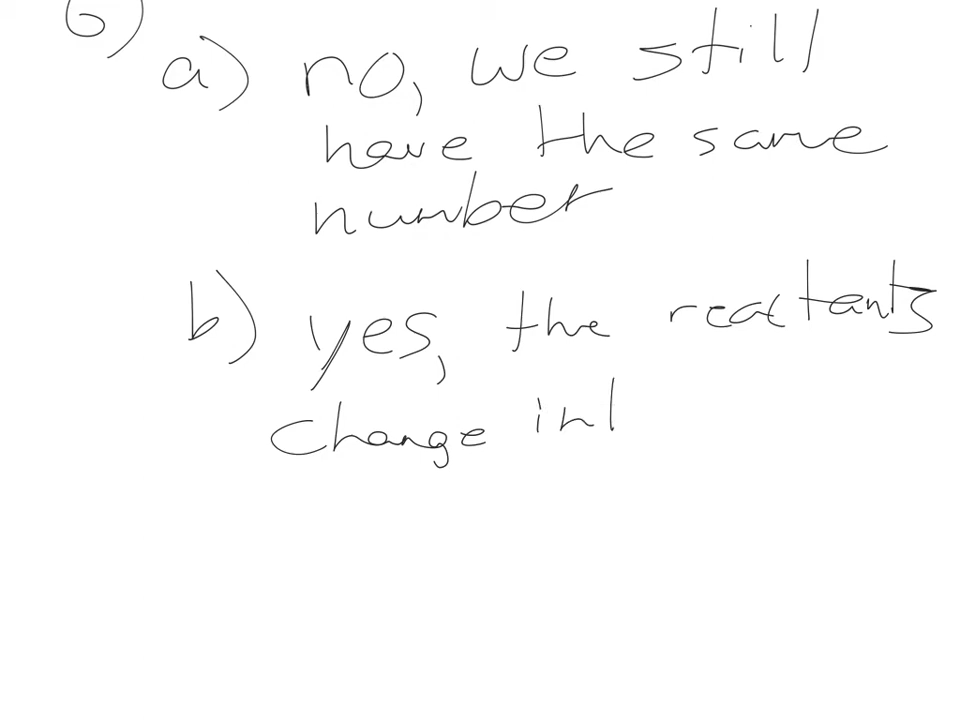 6)
a) no, we still
have the same
number
b) yes, the reactants
change in